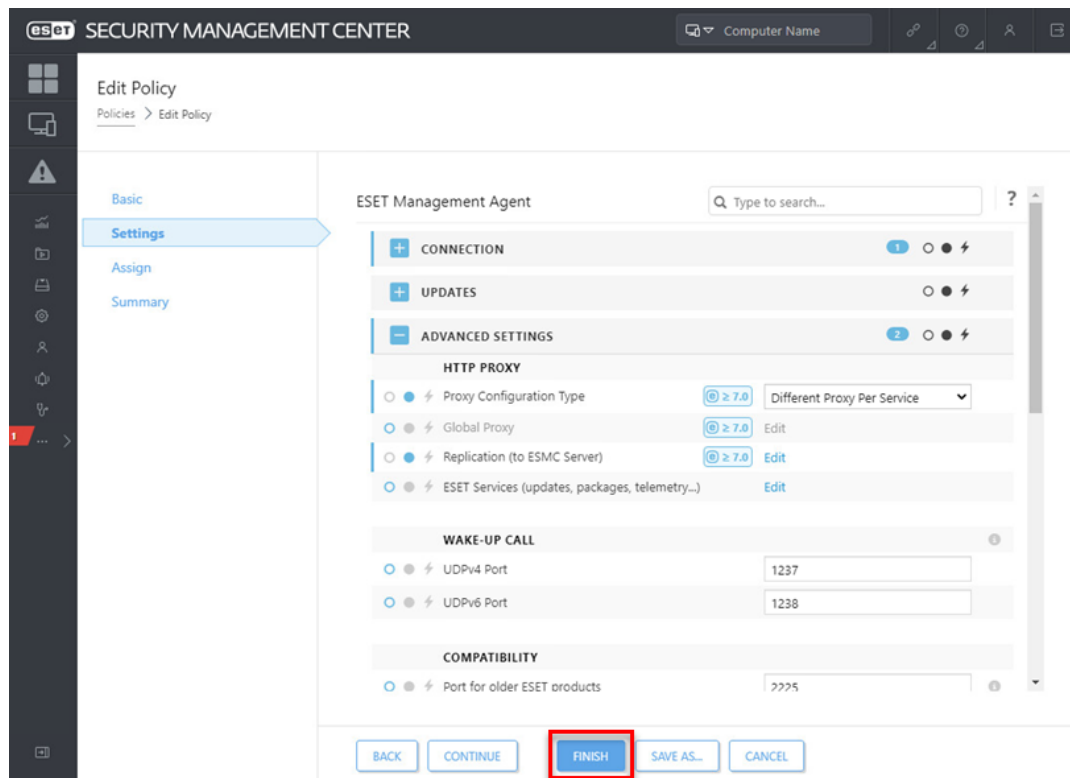 eset SECURITY MANAGEMENT CENTER Computer Name
Edit Policy
Policies > Edit Policy
Basic
Settings
Assign
Summary
1 ...
ESET Management Agent Type to search... ?
CONNECTION 1
UPDATES
ADVANCED SETTINGS 2
HTTP PROXY
Proxy Configuration Type ≥ 7.0 Different Proxy Per Service
Global Proxy ≥ 7.0 Edit
Replication (to ESMC Server) ≥ 7.0 Edit
ESET Services (updates, packages, telemetry...) Edit
WAKE-UP CALL
UDPv4 Port 1237
UDPv6 Port 1238
COMPATIBILITY
Port for older ESET products 2225
BACK CONTINUE FINISH SAVE AS... CANCEL